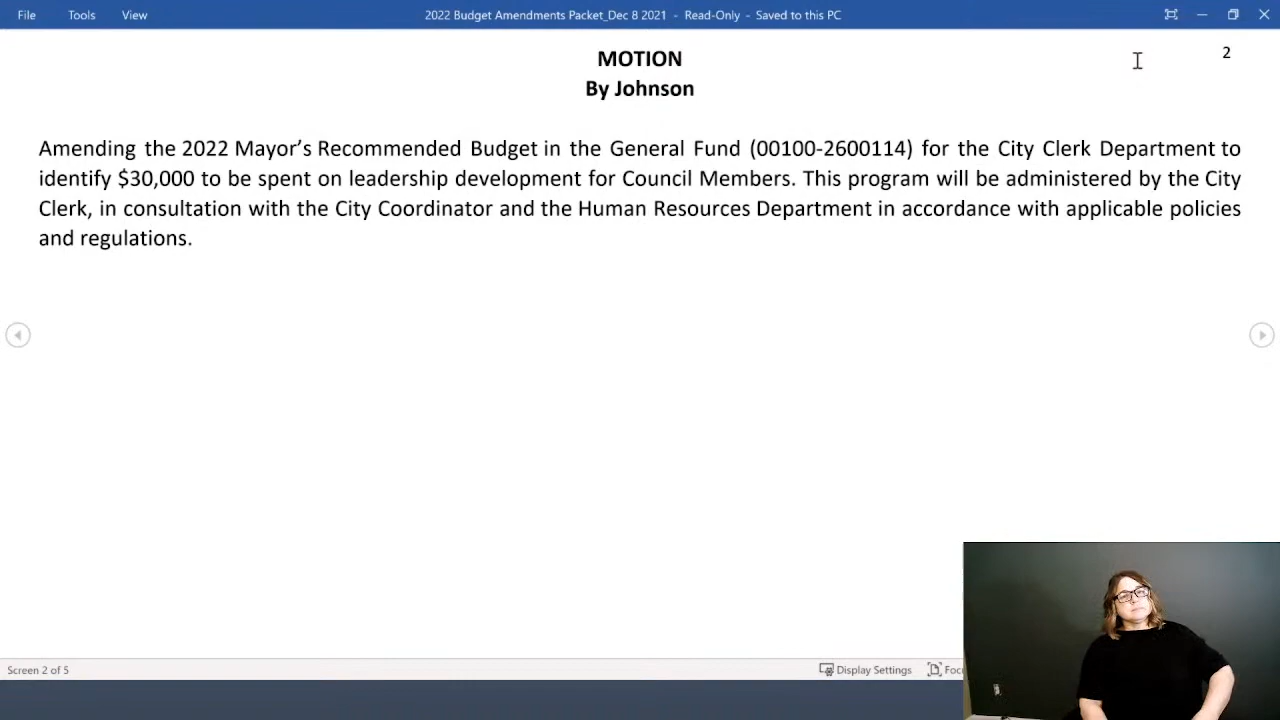 File Tools View 2022 Budget Amendments Packet_Dec 8 2021 - Read-Only - Saved to this PC
2
MOTION
By Johnson
Amending the 2022 Mayor’s Recommended Budget in the General Fund (00100-2600114) for the City Clerk Department to
identify $30,000 to be spent on leadership development for Council Members. This program will be administered by the City
Clerk, in consultation with the City Coordinator and the Human Resources Department in accordance with applicable policies
and regulations.
Screen 2 of 5 Display Settings Foc